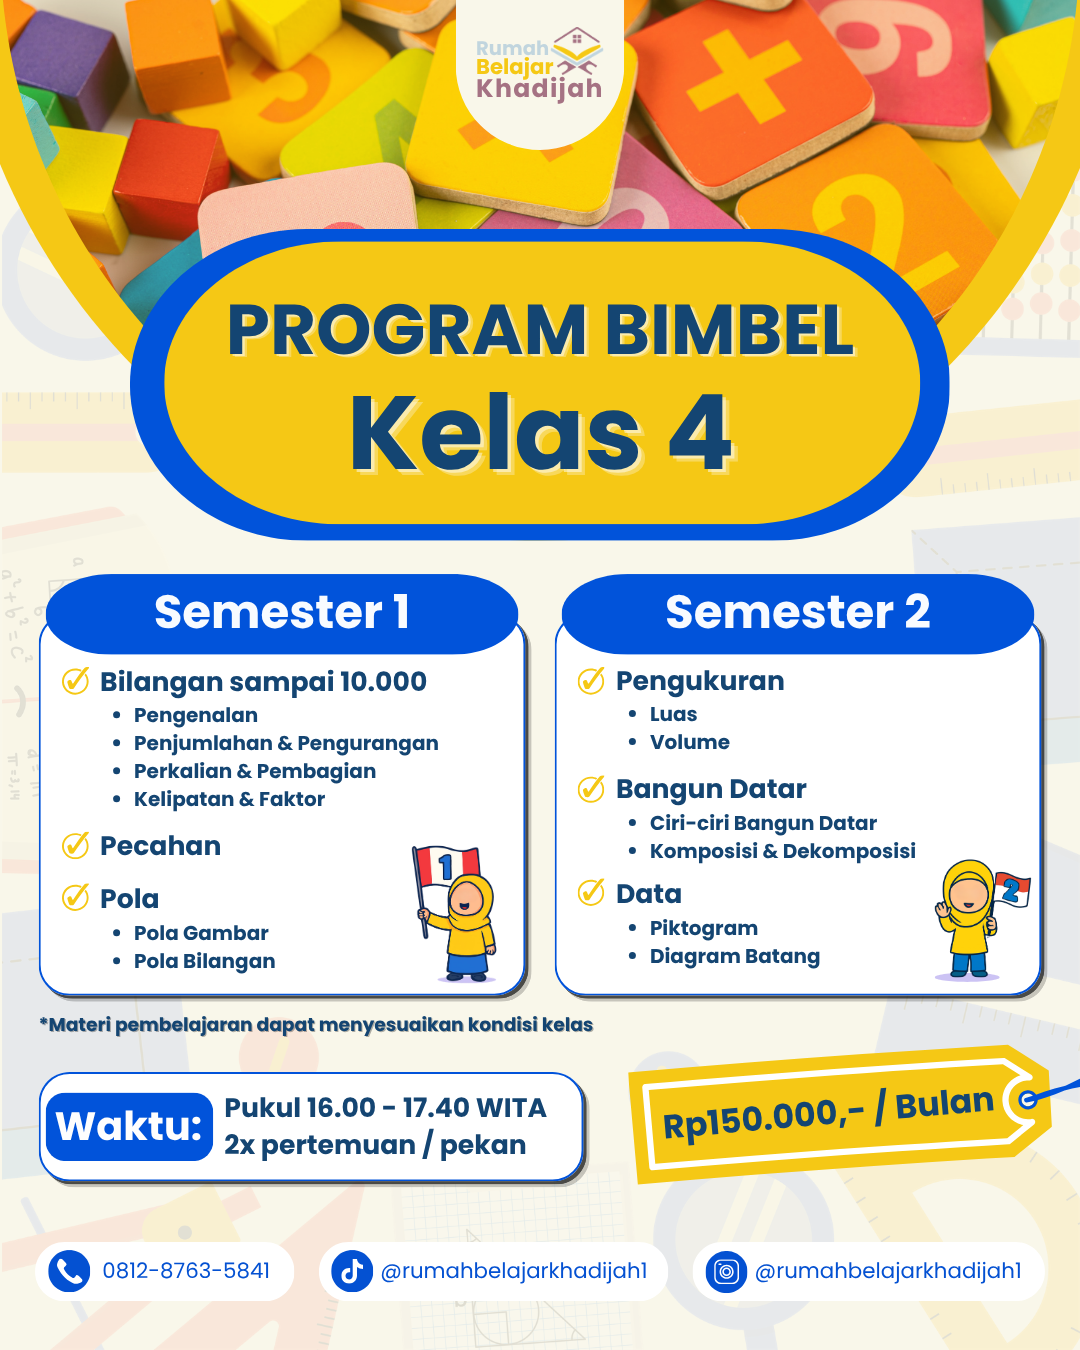 Rumah
Belajar
Khadijah
PROGRAM BIMBEL
Kelas 4
Semester 1
Bilangan sampai 10.000
• Pengenalan
• Penjumlahan & Pengurangan
• Perkalian & Pembagian
• Kelipatan & Faktor
Pecahan
Pola
• Pola Gambar
• Pola Bilangan
1
Semester 2
Pengukuran
• Luas
• Volume
Bangun Datar
• Ciri-ciri Bangun Datar
• Komposisi & Dekomposisi
Data
• Piktogram
• Diagram Batang
2
*Materi pembelajaran dapat menyesuaikan kondisi kelas
Waktu:
Pukul 16.00 - 17.40 WITA
2x pertemuan / pekan
Rp150.000,- / Bulan
0812-8763-5841
@rumahbelajarkhadijah1
@rumahbelajarkhadijah1